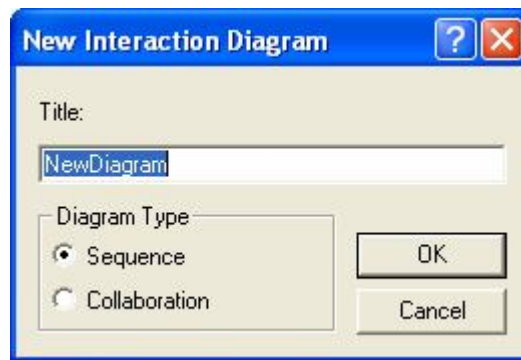 New Interaction Diagram
Title:
NewDiagram
Diagram Type
Sequence
Collaboration
OK
Cancel